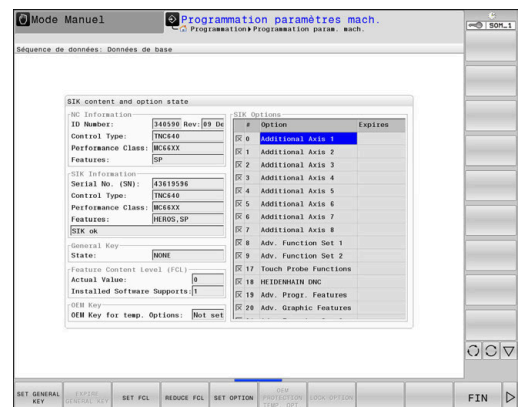 Mode Manuel
Programmation paramètres mach.
Programmation▶Programmation param. mach.
SOM_1
Séquence de données: Données de base
SIK content and option state
NC Information
ID Number: 340590 Rev: 09 De
Control Type: TNC640
Performance Class: MC66XX
Features: SP
SIK Information
Serial No. (SN): 43619596
Control Type: TNC640
Performance Class: MC66XX
Features: HEROS,SP
SIK ok
General Key
State: NONE
Feature Content Level (FCL)
Actual Value: 0
Installed Software Supports: 1
OEM Key
OEM Key for temp. Options: Not set
SIK Options
# Option Expires
0 Additional Axis 1
1 Additional Axis 2
2 Additional Axis 3
3 Additional Axis 4
4 Additional Axis 5
5 Additional Axis 6
6 Additional Axis 7
7 Additional Axis 8
8 Adv. Function Set 1
9 Adv. Function Set 2
17 Touch Probe Functions
18 HEIDENHAIN DNC
19 Adv. Progr. Features
20 Adv. Graphic Features
SET GENERAL KEY
EXPIRE GENERAL KEY
SET FCL
REDUCE FCL
SET OPTION
OEM PROTECTION TEMP. OPT.
LOCK-OPTION
FIN